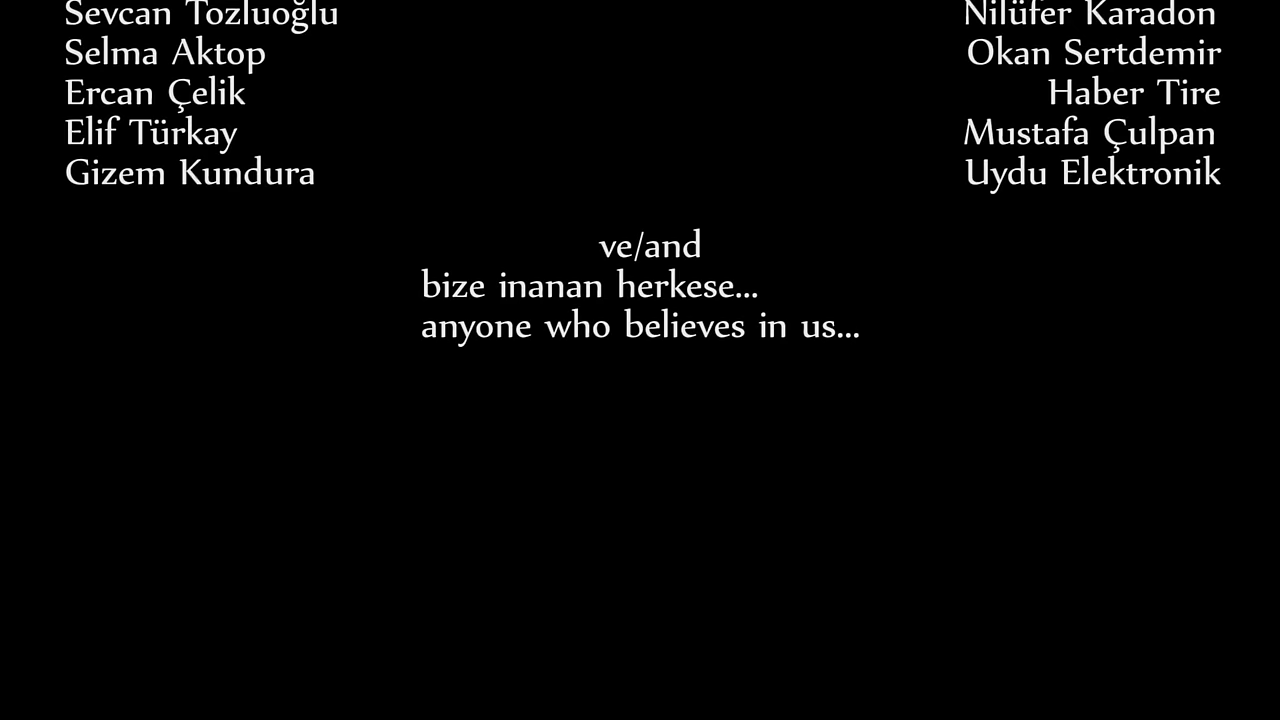 Sevcan Tozluoğlu
Selma Aktop
Ercan Çelik
Elif Türkay
Gizem Kundura
Nilüfer Karadon
Okan Sertdemir
Haber Tire
Mustafa Çulpan
Uydu Elektronik
ve/and
bize inanan herkese...
anyone who believes in us...